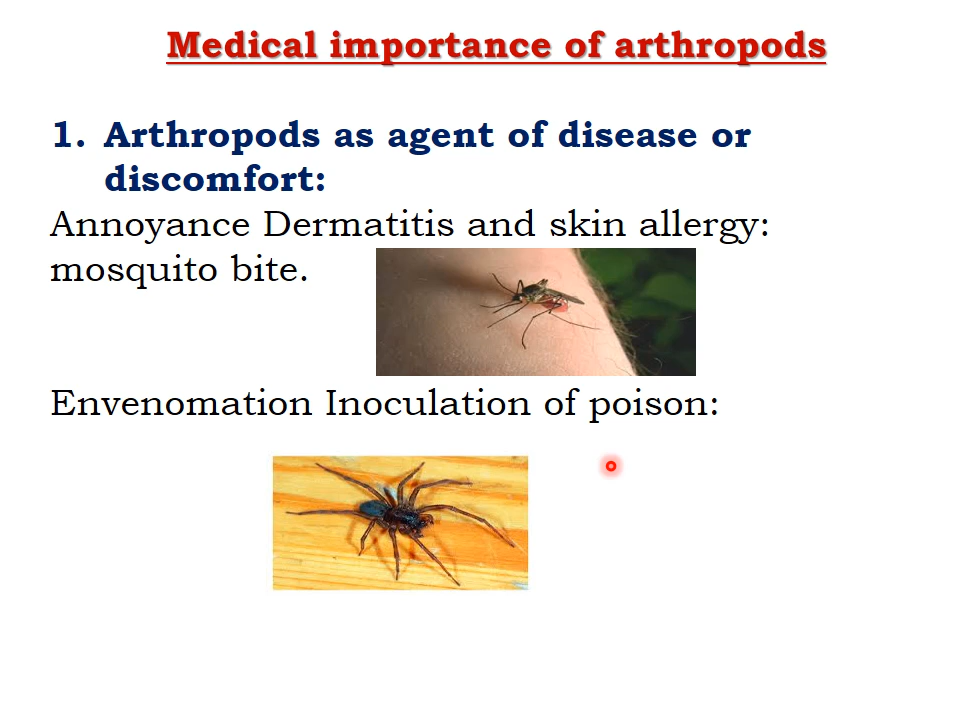 Medical importance of arthropods
1. Arthropods as agent of disease or
discomfort:
Annoyance Dermatitis and skin allergy:
mosquito bite.
Envenomation Inoculation of poison: